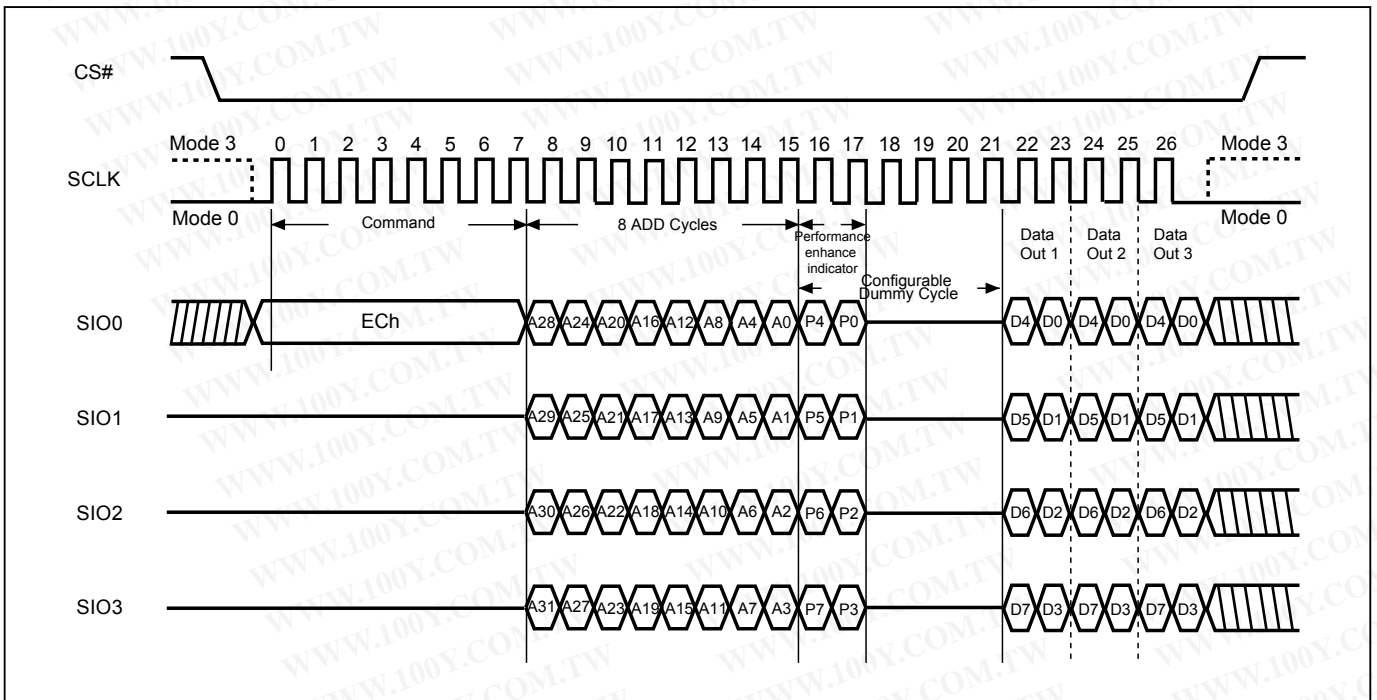 CS#
Mode 3 0 1 2 3 4 5 6 7 8 9 10 11 12 13 14 15 16 17 18 19 20 21 22 23 24 25 26 Mode 3
SCLK
Mode 0 Mode 0
Command 8 ADD Cycles
Performance
enhance
indicator
Data
Out 1
Data
Out 2
Data
Out 3
Configurable
Dummy Cycle
SIO0 ECh A28 A24 A20 A16 A12 A8 A4 A0 P4 P0 D4 D0 D4 D0 D4 D0
SIO1 A29 A25 A21 A17 A13 A9 A5 A1 P5 P1 D5 D1 D5 D1 D5 D1
SIO2 A30 A26 A22 A18 A14 A10 A6 A2 P6 P2 D6 D2 D6 D2 D6 D2
SIO3 A31 A27 A23 A19 A15 A11 A7 A3 P7 P3 D7 D3 D7 D3 D7 D3
WWW.100Y.COM.TW